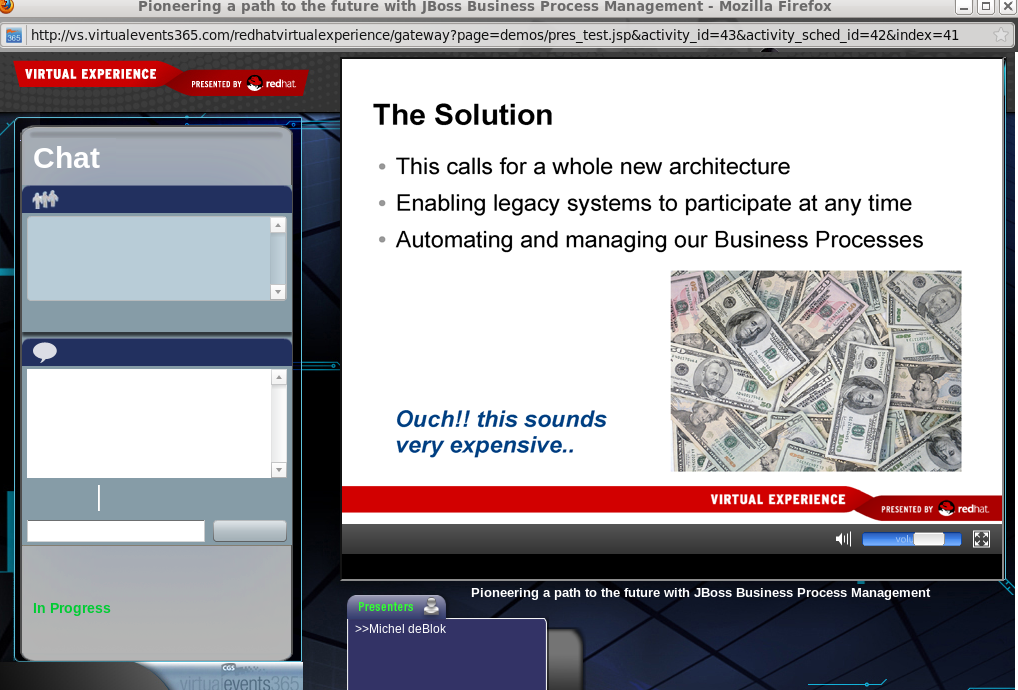 Pioneering a path to the future with JBoss Business Process Management - Mozilla Firefox
http://vs.virtualevents365.com/redhatvirtualexperience/gateway?page=demos/pres_test.jsp&activity_id=43&activity_sched_id=42&index=41
VIRTUAL EXPERIENCE
PRESENTED BY redhat.
Chat
In Progress
The Solution
• This calls for a whole new architecture
• Enabling legacy systems to participate at any time
• Automating and managing our Business Processes
Ouch!! this sounds
very expensive..
VIRTUAL EXPERIENCE
PRESENTED BY redhat.
Pioneering a path to the future with JBoss Business Process Management
Presenters
>>Michel deBlok
CGS
virtualevents365